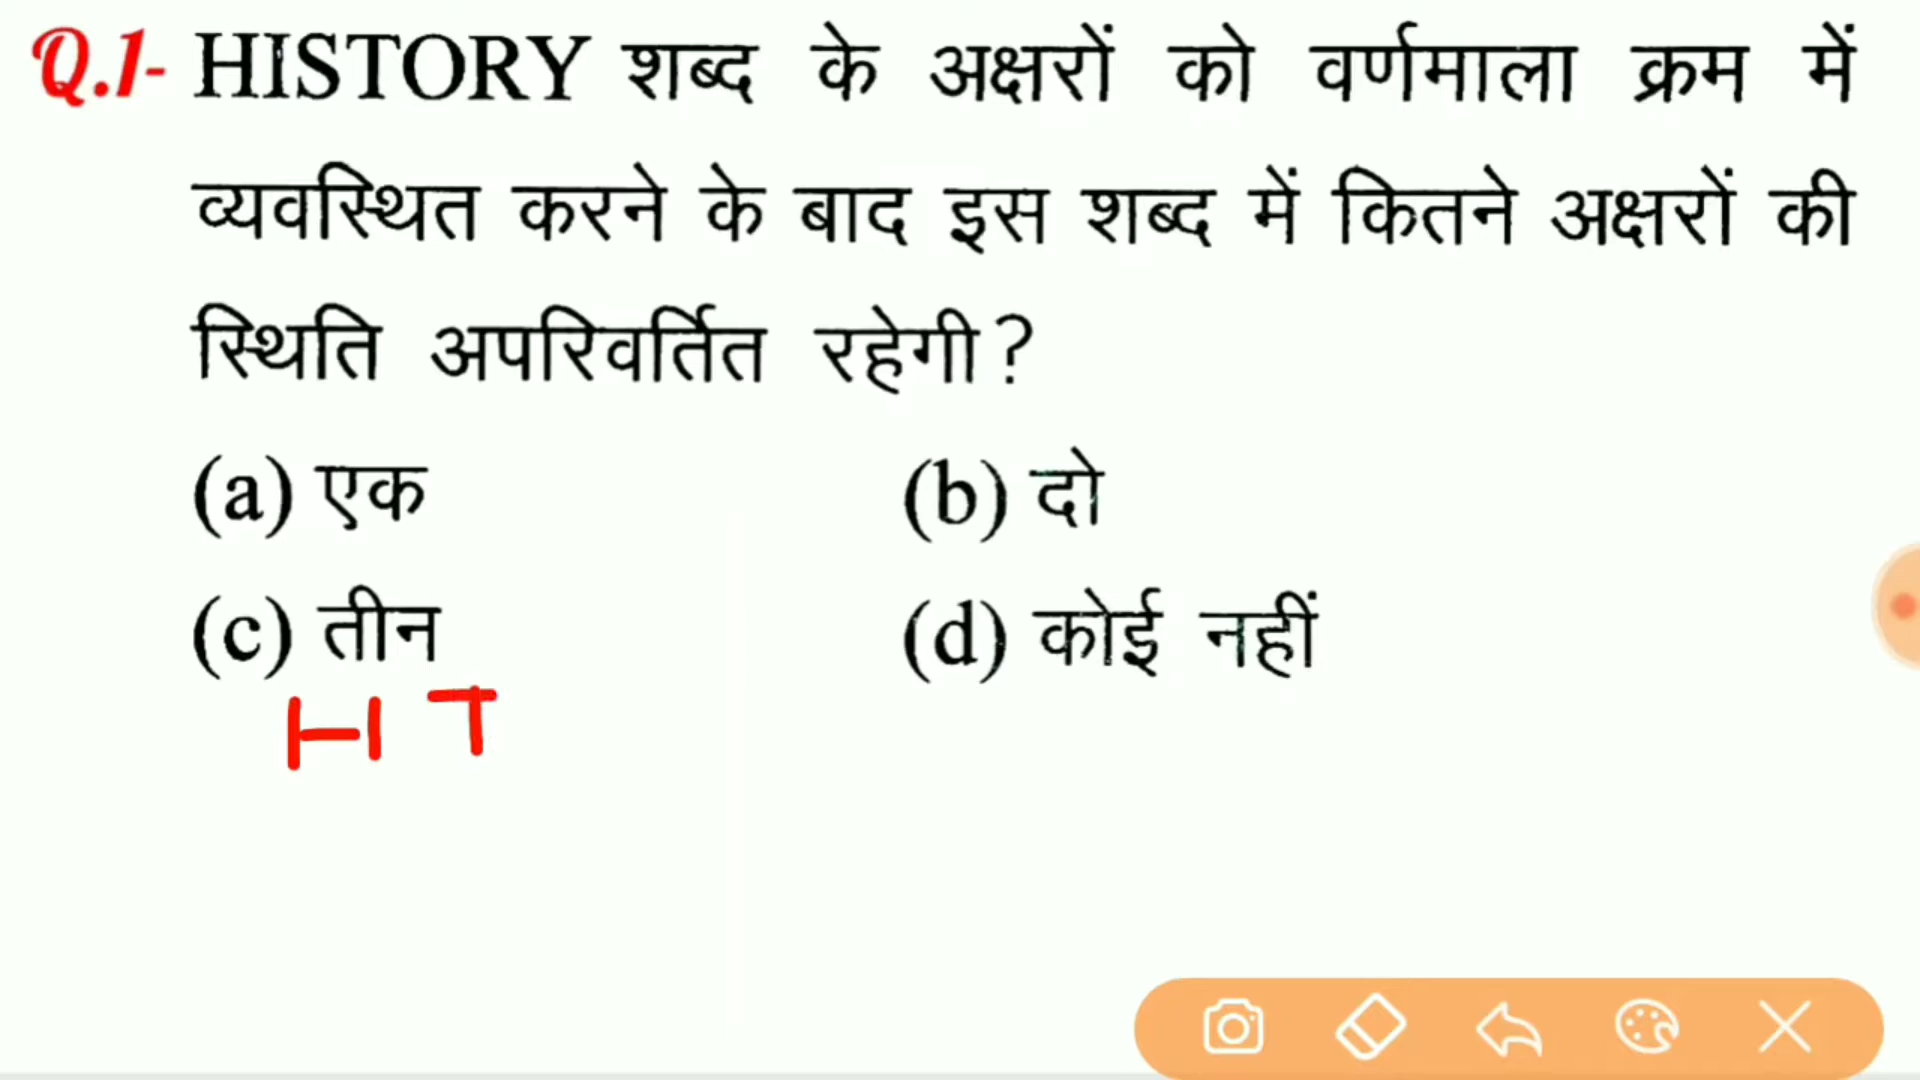 Q.1- HISTORY शब्द के अक्षरों को वर्णमाला क्रम में
व्यवस्थित करने के बाद इस शब्द में कितने अक्षरों की
स्थिति अपरिवर्तित रहेगी?
(a) एक (b) दो
(c) तीन (d) कोई नहीं
H T